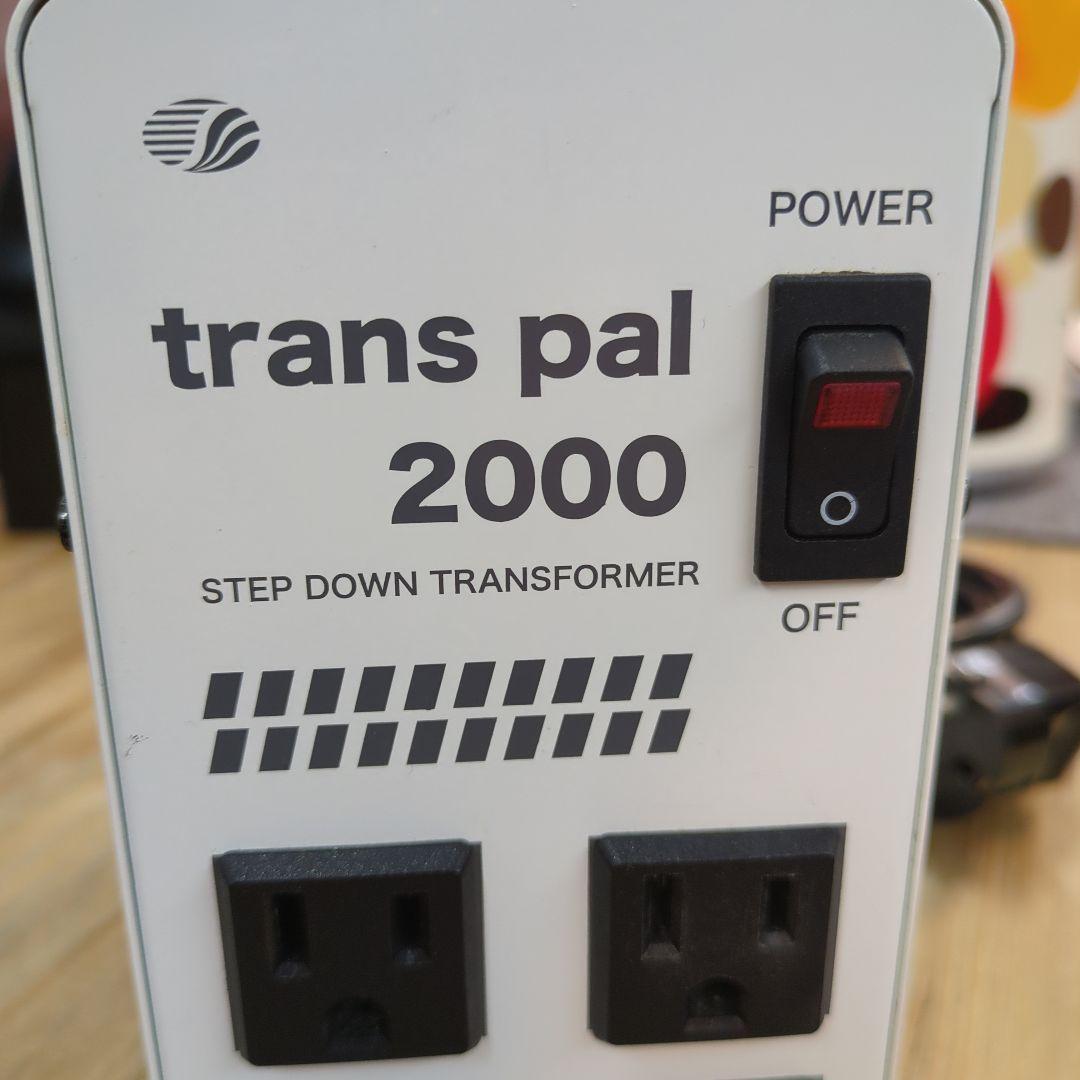 POWER
trans pal
2000
STEP DOWN TRANSFORMER
OFF